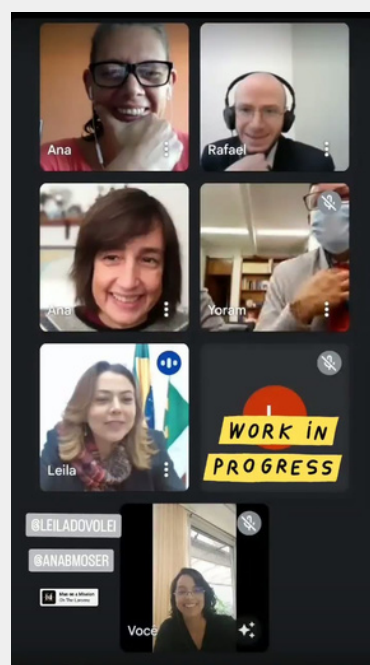 Ana
Rafael
Ana
Yoram
Leila
WORK iN
PROGRESS
@LEILADOVOLEI
@ANABMOSER
Você